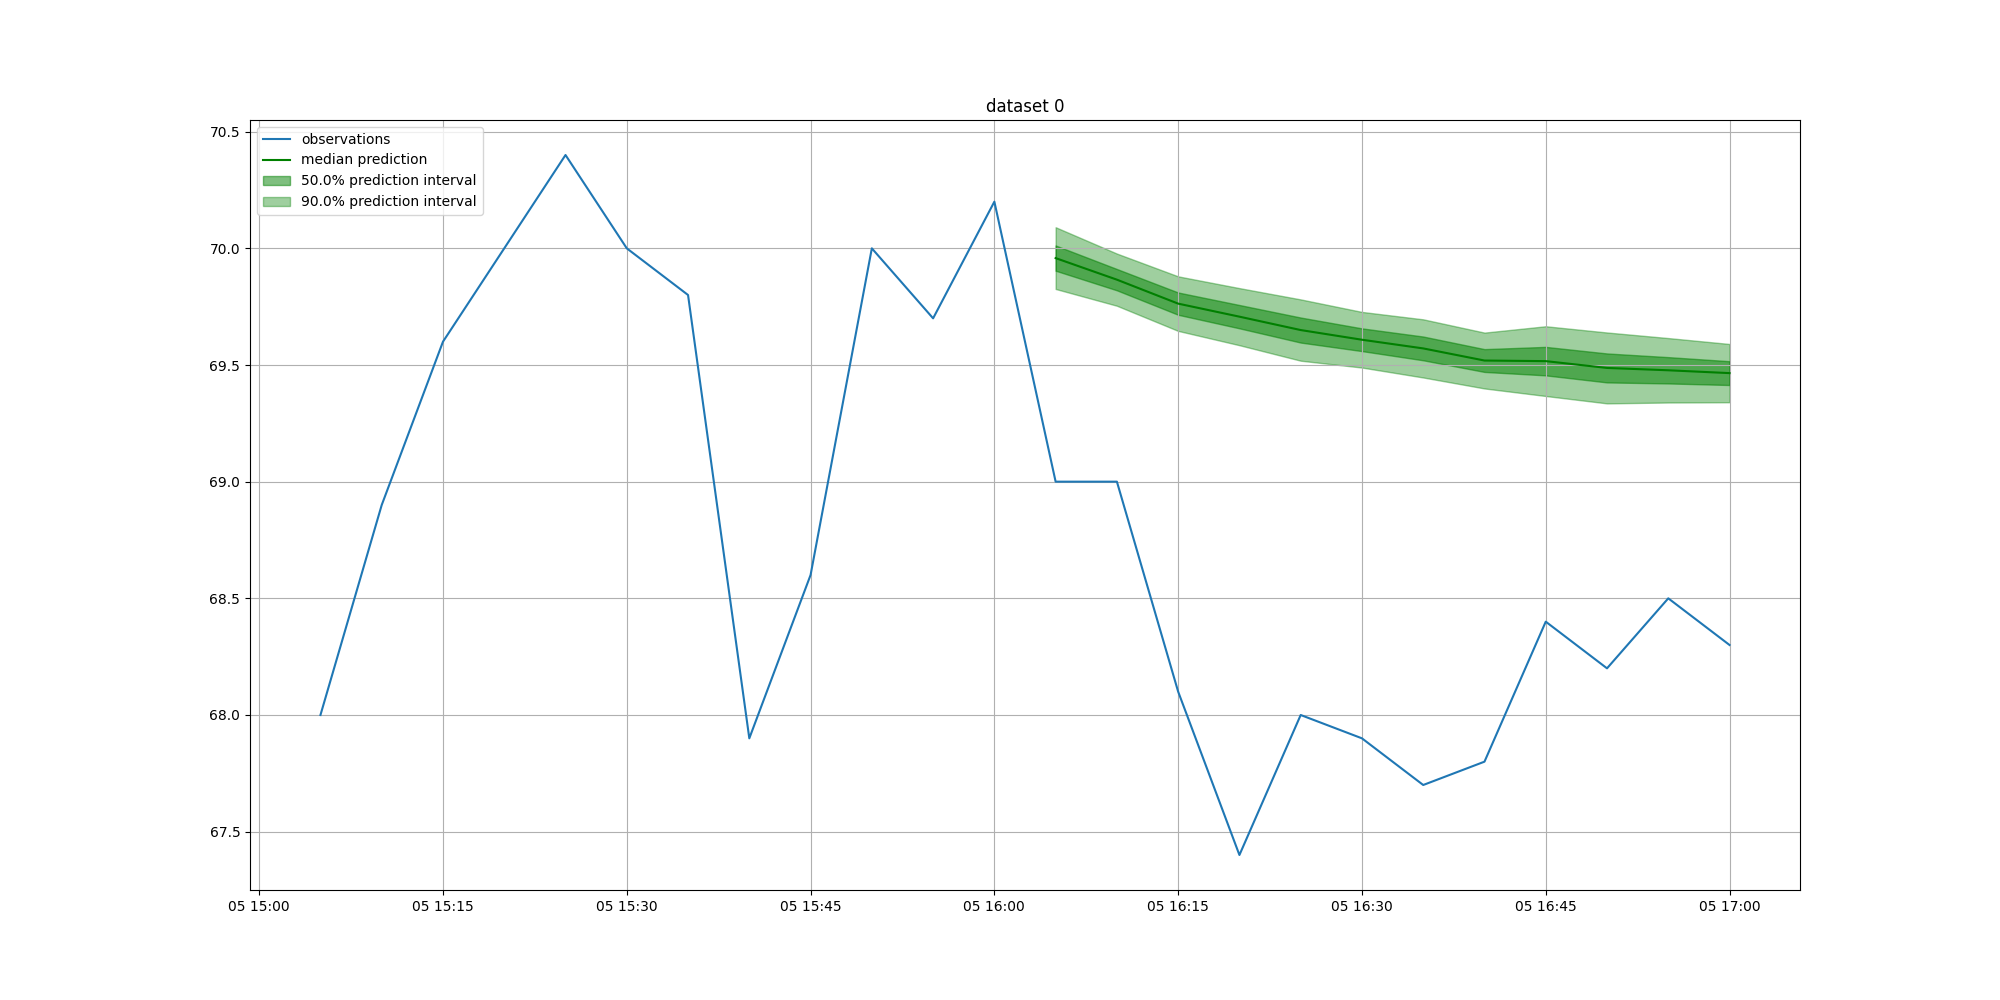 dataset 0
observations
median prediction
50.0% prediction interval
90.0% prediction interval
70.5
70.0
69.5
69.0
68.5
68.0
67.5
05 15:00 05 15:15 05 15:30 05 15:45 05 16:00 05 16:15 05 16:30 05 16:45 05 17:00